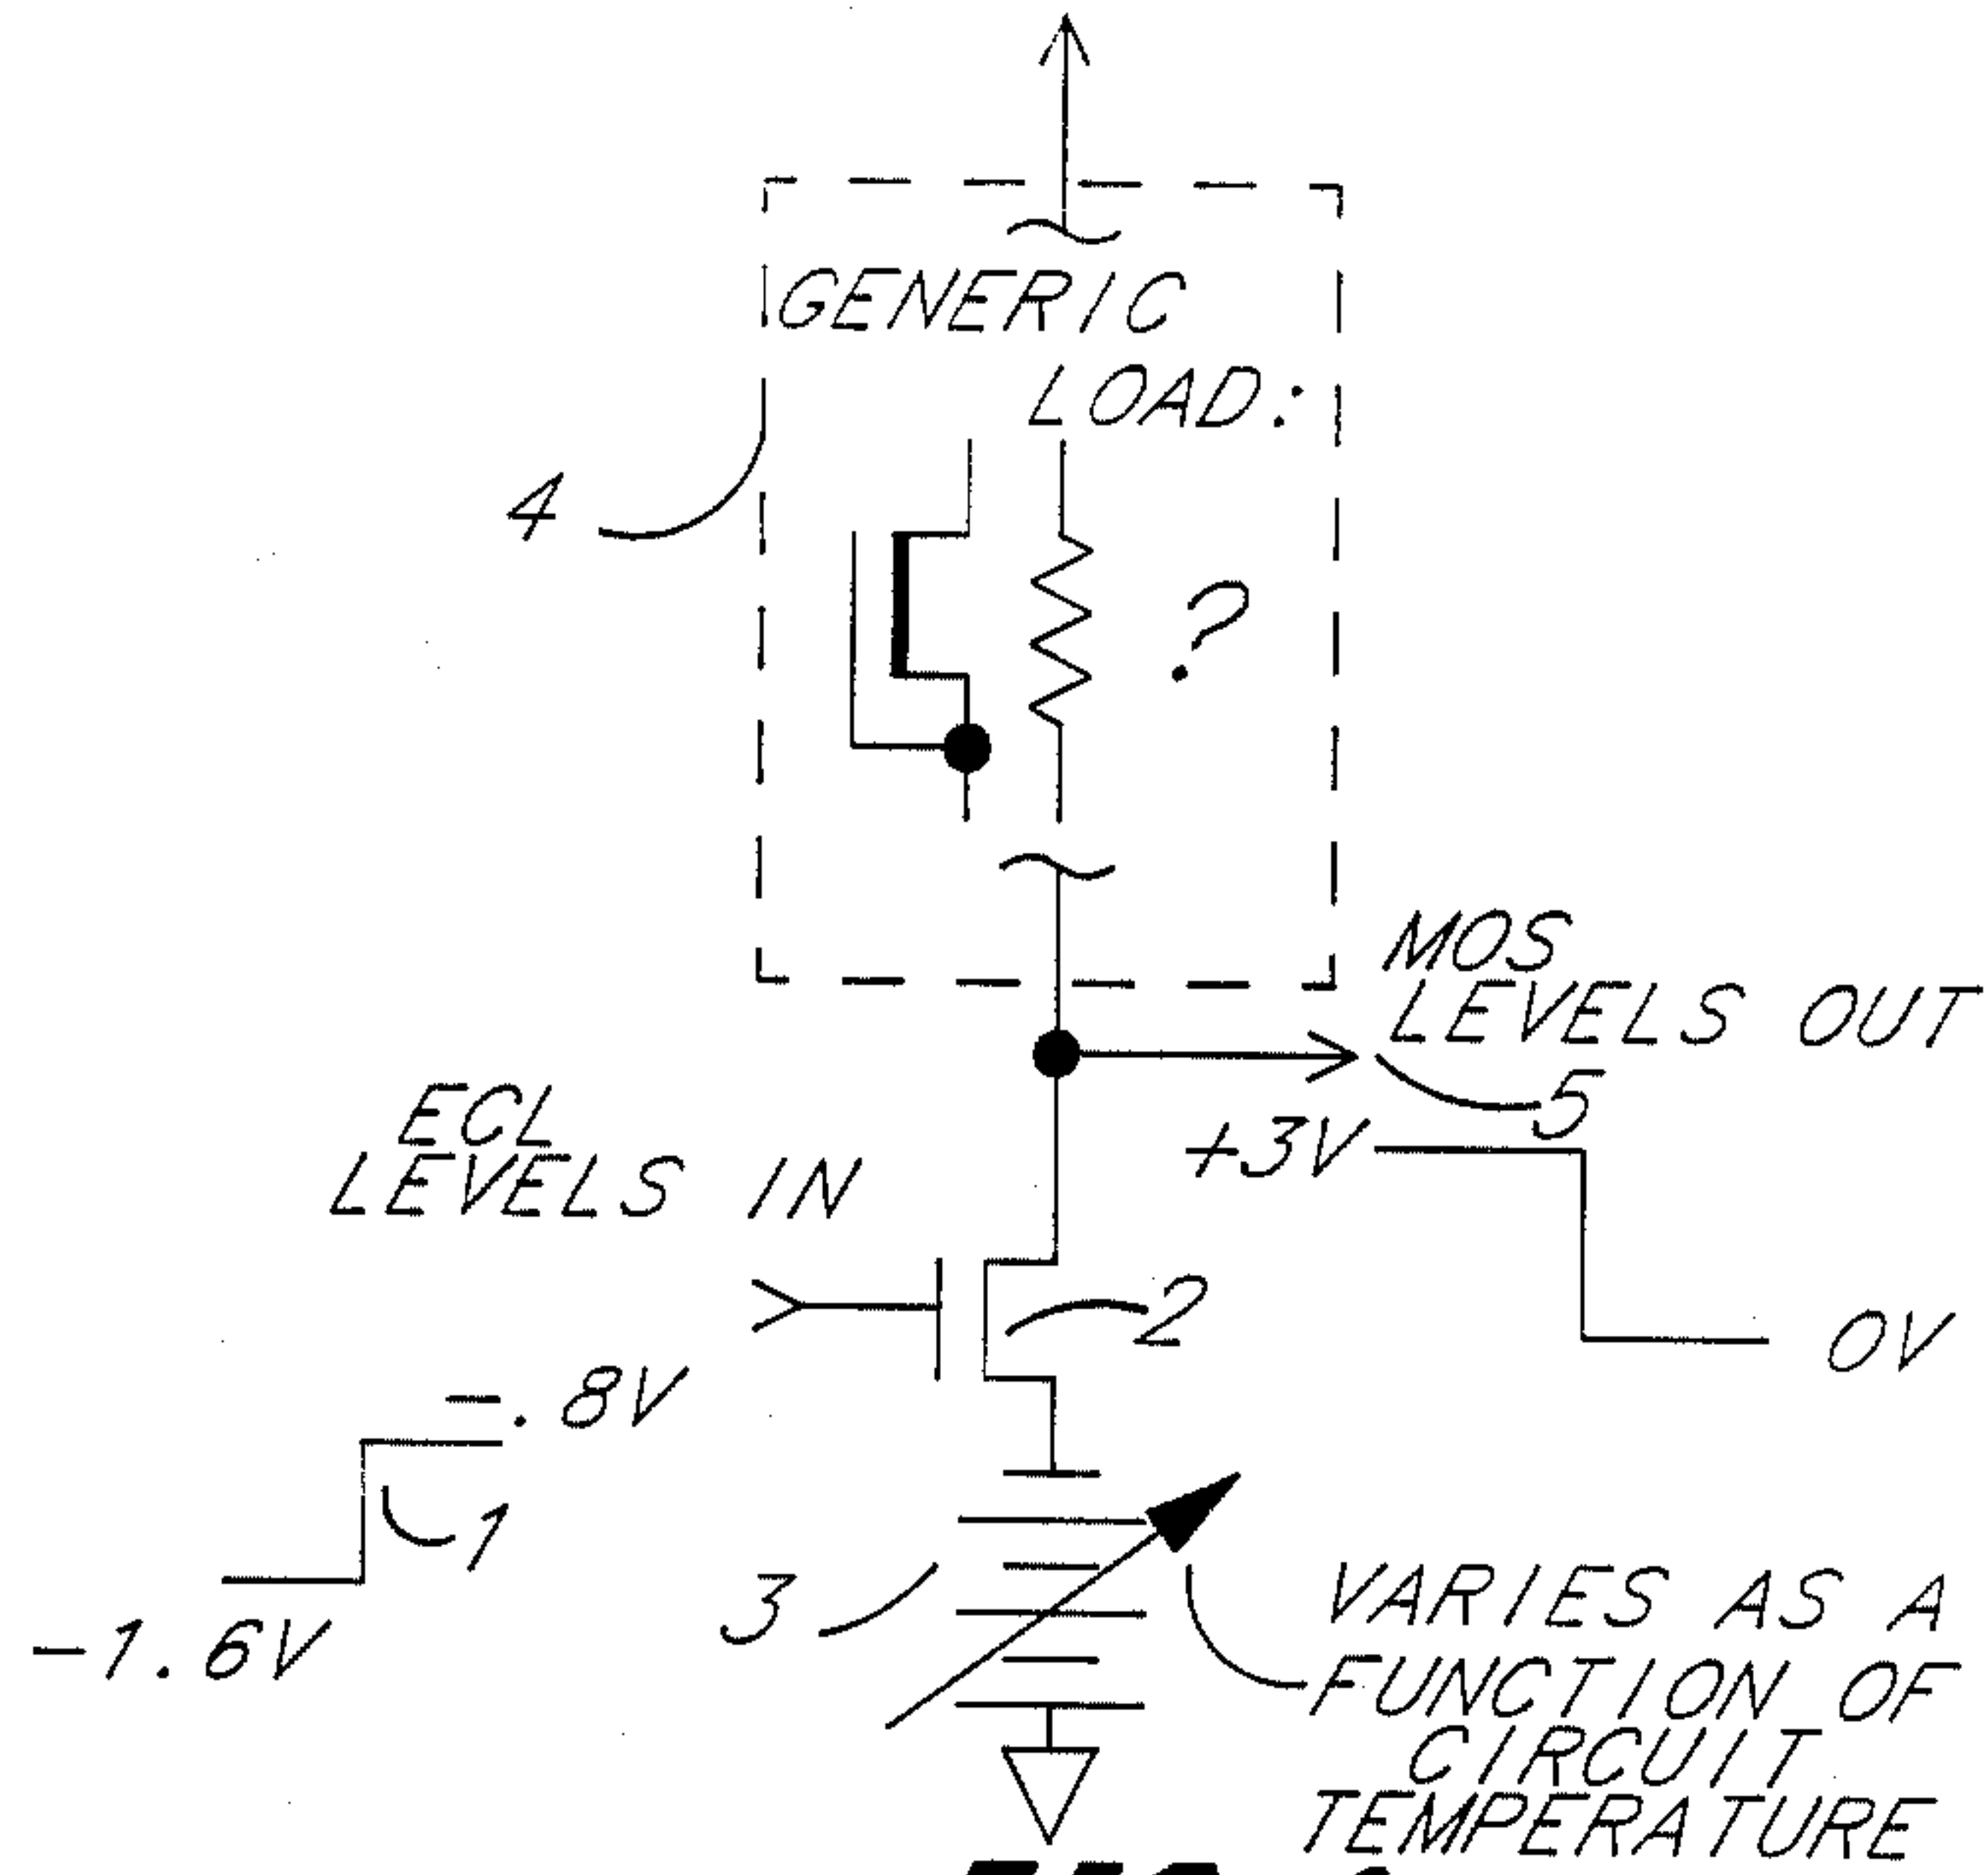 GENERIC
LOAD:
4
?
MOS
LEVELS OUT
5
ECL
LEVELS IN
+3V
0V
2
-.8V
1
-1.6V
3
VARIES AS A
FUNCTION OF
CIRCUIT
TEMPERATURE